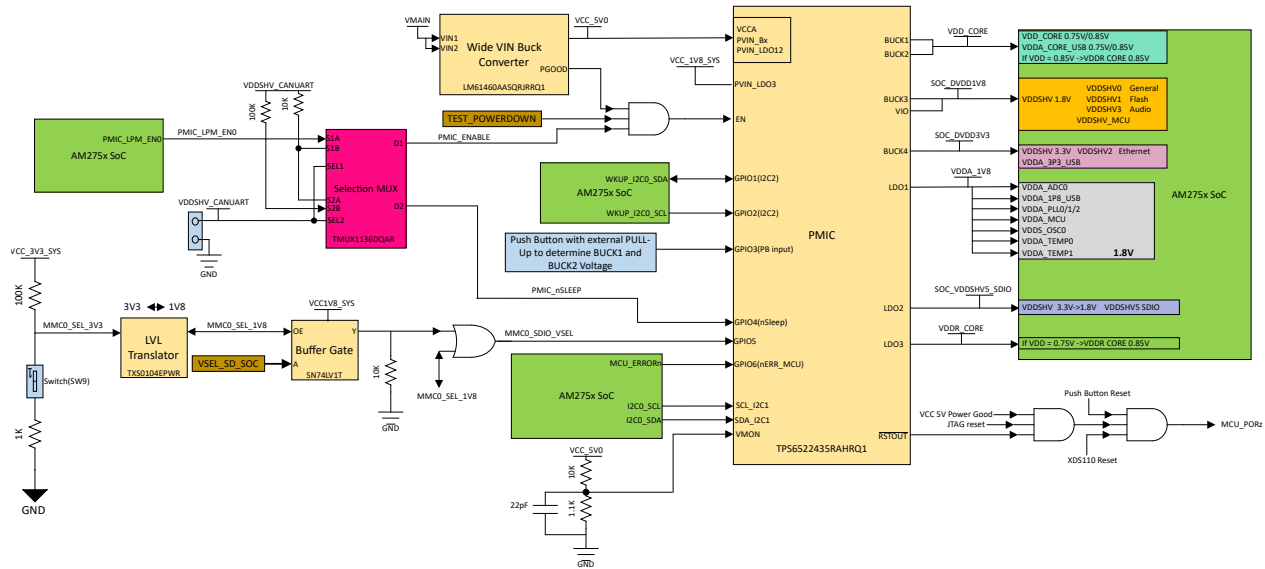 VMAIN
VIN1
VIN2
Wide VIN Buck
Converter
PGOOD
LM61460AASQRJRRQ1
VCC_5V0
VCCA
PVIN_Bx
PVIN_LDO12
VCC_1V8_SYS
PVIN_LDO3
TEST_POWERDOWN
EN
VDDSHV_CANUART
100K
10K
AM275x SoC
PMIC_LPM_EN0
PMIC_LPM_EN0
S1A
S1B
SEL1
S2A
S2B
SEL2
D1
D2
Selection MUX
TMUX1136DQAR
PMIC_ENABLE
VDDSHV_CANUART
GND
WKUP_I2C0_SDA
AM275x SoC
WKUP_I2C0_SCL
GPIO1(I2C2)
GPIO2(I2C2)
Push Button with external PULL-
Up to determine BUCK1 and
BUCK2 Voltage
GPIO3(PB input)
PMIC
PMIC_nSLEEP
GPIO4(nSleep)
VCC_3V3_SYS
100K
MMC0_SEL_3V3
Switch(SW9)
1K
GND
3V3
1V8
LVL
Translator
TXS0104EPWR
MMC0_SEL_1V8
VSEL_SD_SOC
VCC1V8_SYS
OE
Y
Buffer Gate
A
SN74LV1T
10K
GND
MMC0_SEL_1V8
MMC0_SDIO_VSEL
GPIO5
MCU_ERRORn
AM275x SoC
I2C0_SCL
I2C0_SDA
GPIO6(nERR_MCU)
SCL_I2C1
SDA_I2C1
VMON
VCC_5V0
10K
22pF
1.1K
GND
RSTOUT
TPS6522435RAHRQ1
BUCK1
BUCK2
VDD_CORE
VDD_CORE 0.75V/0.85V
VDDA_CORE_USB 0.75V/0.85V
If VDD = 0.85V ->VDDR CORE 0.85V
BUCK3
VIO
SOC_DVDD1V8
VDDSHV 1.8V
VDDSHV0 General
VDDSHV1 Flash
VDDSHV3 Audio
VDDSHV_MCU
BUCK4
SOC_DVDD3V3
VDDSHV 3.3V VDDSHV2 Ethernet
VDDA_3P3_USB
LDO1
VDDA_1V8
VDDA_ADC0
VDDA_1P8_USB
VDDA_PLL0/1/2
VDDA_MCU
VDDS_OSC0
VDDA_TEMP0
VDDA_TEMP1
1.8V
AM275x SoC
LDO2
SOC_VDDSHV5_SDIO
VDDSHV 3.3V->1.8V VDDSHV5 SDIO
LDO3
VDDR_CORE
If VDD = 0.75V ->VDDR CORE 0.85V
Push Button Reset
VCC 5V Power Good
JTAG reset
XDS110 Reset
MCU_PORz